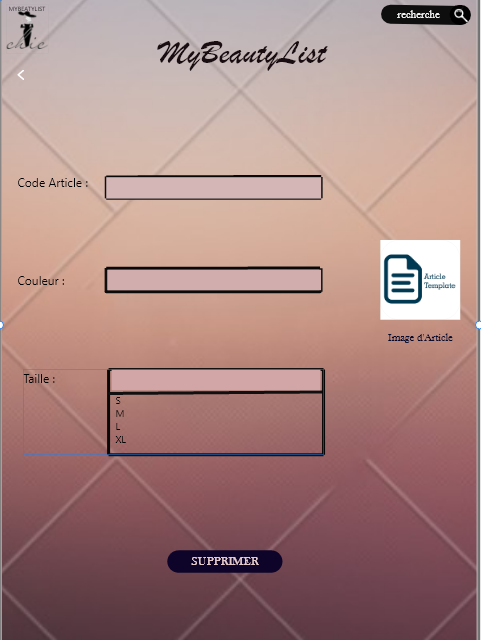 MYBEATYLIST
chic
recherche
MyBeautyList
Code Article :
Couleur :
Article
Template
Image d'Article
Taille :
S
M
L
XL
SUPPRIMER